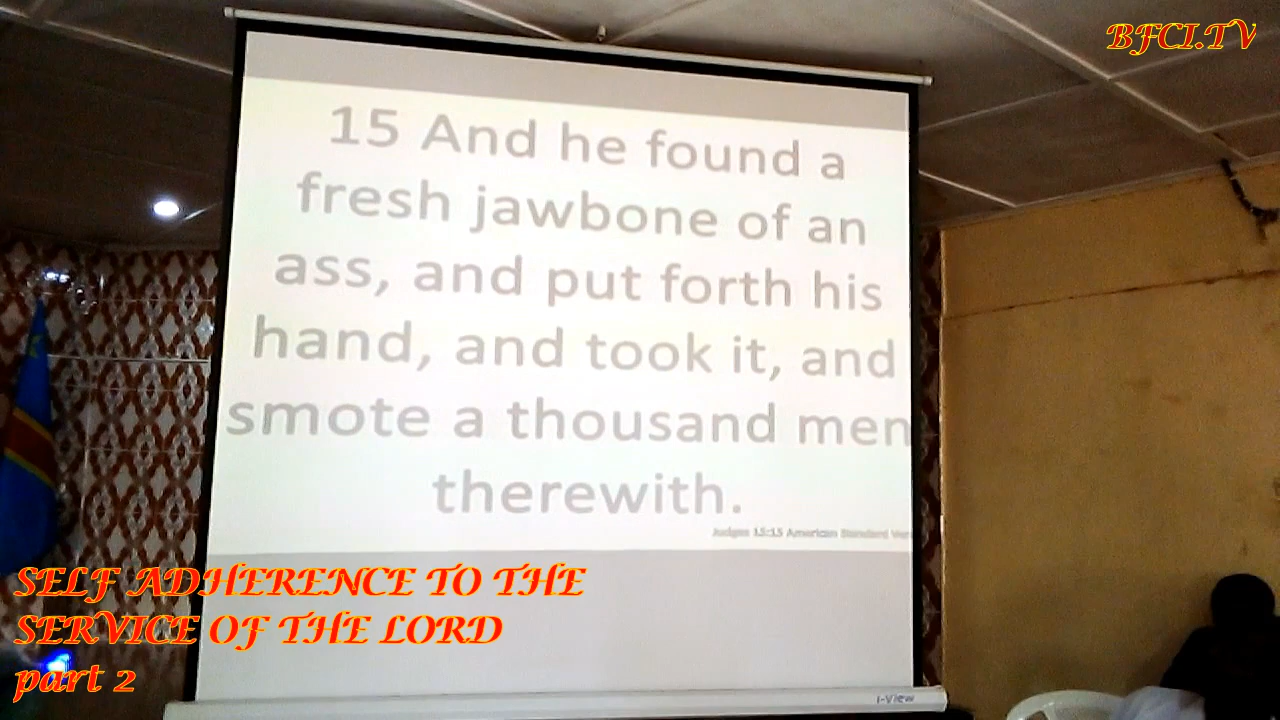 BFCI.TV
15 And he found a
fresh jawbone of an
ass, and put forth his
hand, and took it, and
smote a thousand men
therewith.
Judges 15:15 American Standard Ver
SELF ADHERENCE TO THE
SERVICE OF THE LORD
part 2
i-View